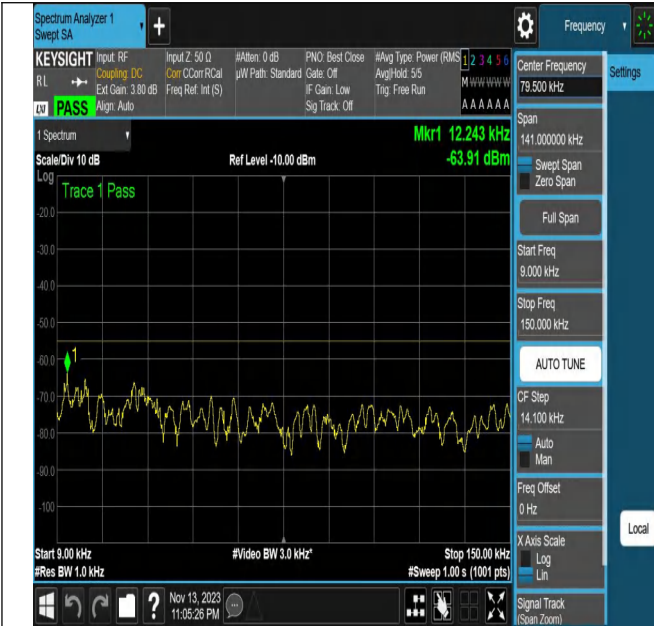 Spectrum Analyzer 1
Swept SA
+
Frequency
KEYSIGHT
RL
LXI PASS
Input: RF
Coupling: DC
Ext Gain: 3.80 dB
Align: Auto
Input Z: 50 Ω
Corr CCorr RCal
Freq Ref: Int (S)
#Atten: 0 dB
µW Path: Standard
PNO: Best Close
Gate: Off
IF Gain: Low
Sig Track: Off
#Avg Type: Power (RMS
Avg|Hold: 5/5
Trig: Free Run
1 2 3 4 5 6
M W W W W W
A A A A A A
1 Spectrum
Scale/Div 10 dB
Ref Level -10.00 dBm
Mkr1 12.243 kHz
-63.91 dBm
Log
Trace 1 Pass
-20.0
-30.0
-40.0
-50.0
-60.0
1
-70.0
-80.0
-90.0
-100
Start 9.00 kHz
#Video BW 3.0 kHz*
Stop 150.00 kHz
#Res BW 1.0 kHz
#Sweep 1.00 s (1001 pts)
?
Nov 13, 2023
11:05:26 PM
Center Frequency
79.500 kHz
Settings
Span
141.000000 kHz
Swept Span
Zero Span
Full Span
Start Freq
9.000 kHz
Stop Freq
150.000 kHz
AUTO TUNE
CF Step
14.100 kHz
Auto
Man
Freq Offset
0 Hz
Local
X Axis Scale
Log
Lin
Signal Track
(Span Zoom)